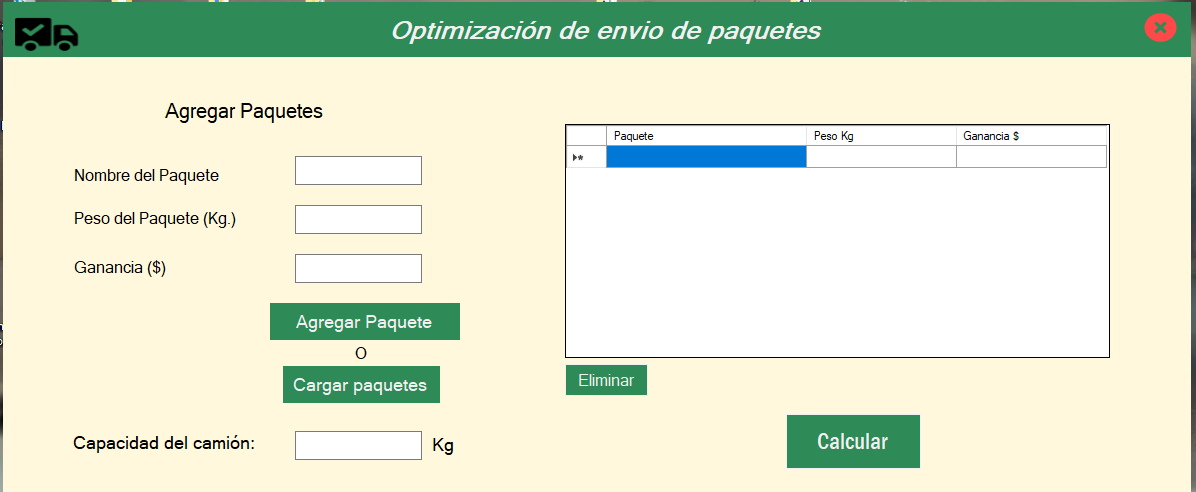 Optimización de envio de paquetes
Agregar Paquetes
Nombre del Paquete
Peso del Paquete (Kg.)
Ganancia ($)
Agregar Paquete
O
Cargar paquetes
Capacidad del camión:
Kg
Paquete Peso Kg Ganancia $
Eliminar
Calcular